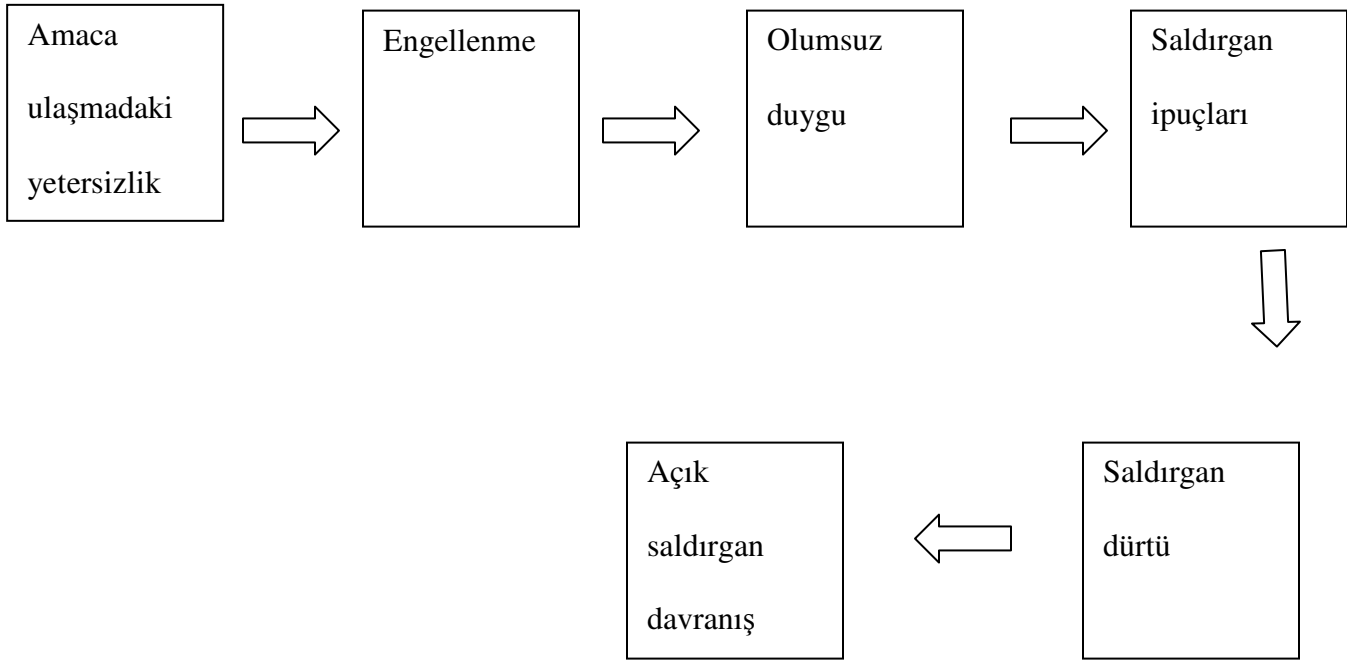 Amaca
ulaşmadaki
yetersizlik
Engellenme
Olumsuz
duygu
Saldırgan
ipuçları
Saldırgan
dürtü
Açık
saldırgan
davranış